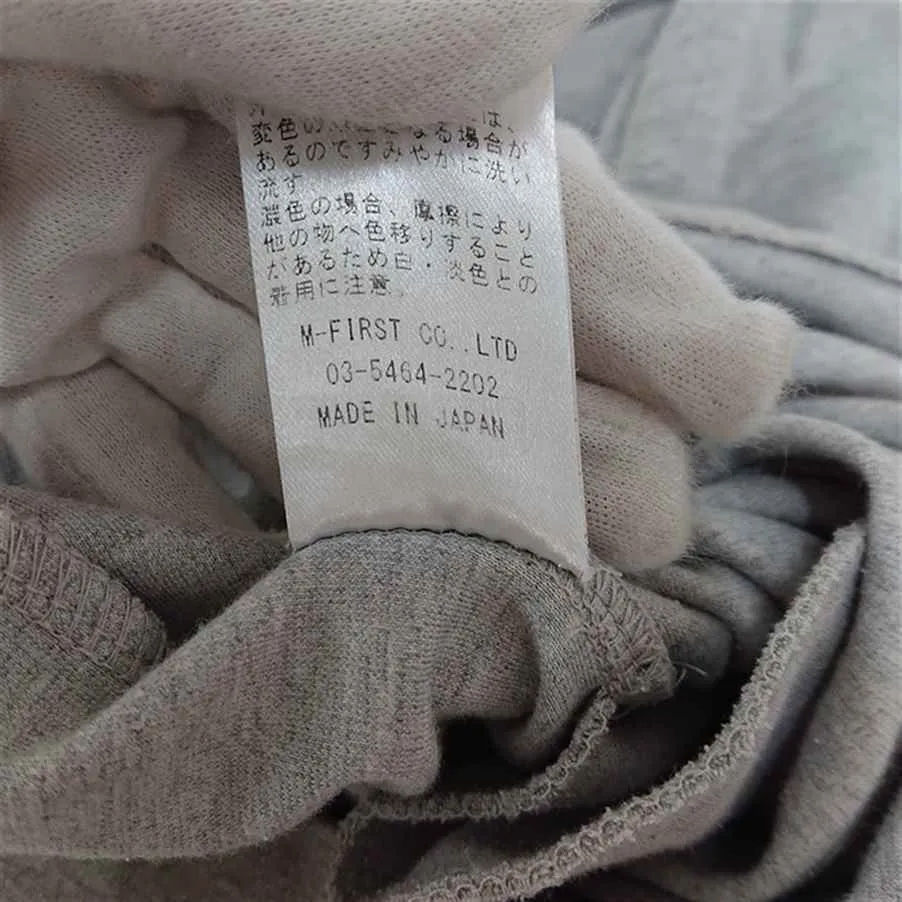 は、
変色の となる場合が
あるのですみやかに洗い
流す。
濃色の場合、摩擦により
他の物へ色移りすること
があるため白・淡色との
着用に注意。
M-FIRST CO.,LTD
03-5464-2202
MADE IN JAPAN